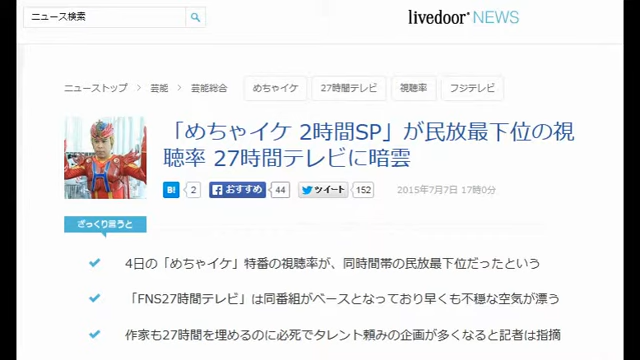 ニュース検索
livedoor NEWS
ニューストップ > 芸能 > 芸能総合 めちゃイケ 27時間テレビ 視聴率 フジテレビ
「めちゃイケ 2時間SP」が民放最下位の視
聴率 27時間テレビに暗雲
B! 2 おすすめ 44 ツイート 152 2015年7月7日 17時0分
ざっくり言うと
4日の「めちゃイケ」特番の視聴率が、同時間帯の民放最下位だったという
「FNS27時間テレビ」は同番組がベースとなっており早くも不穏な空気が漂う
作家も27時間を埋めるのに必死でタレント頼みの企画が多くなると記者は指摘